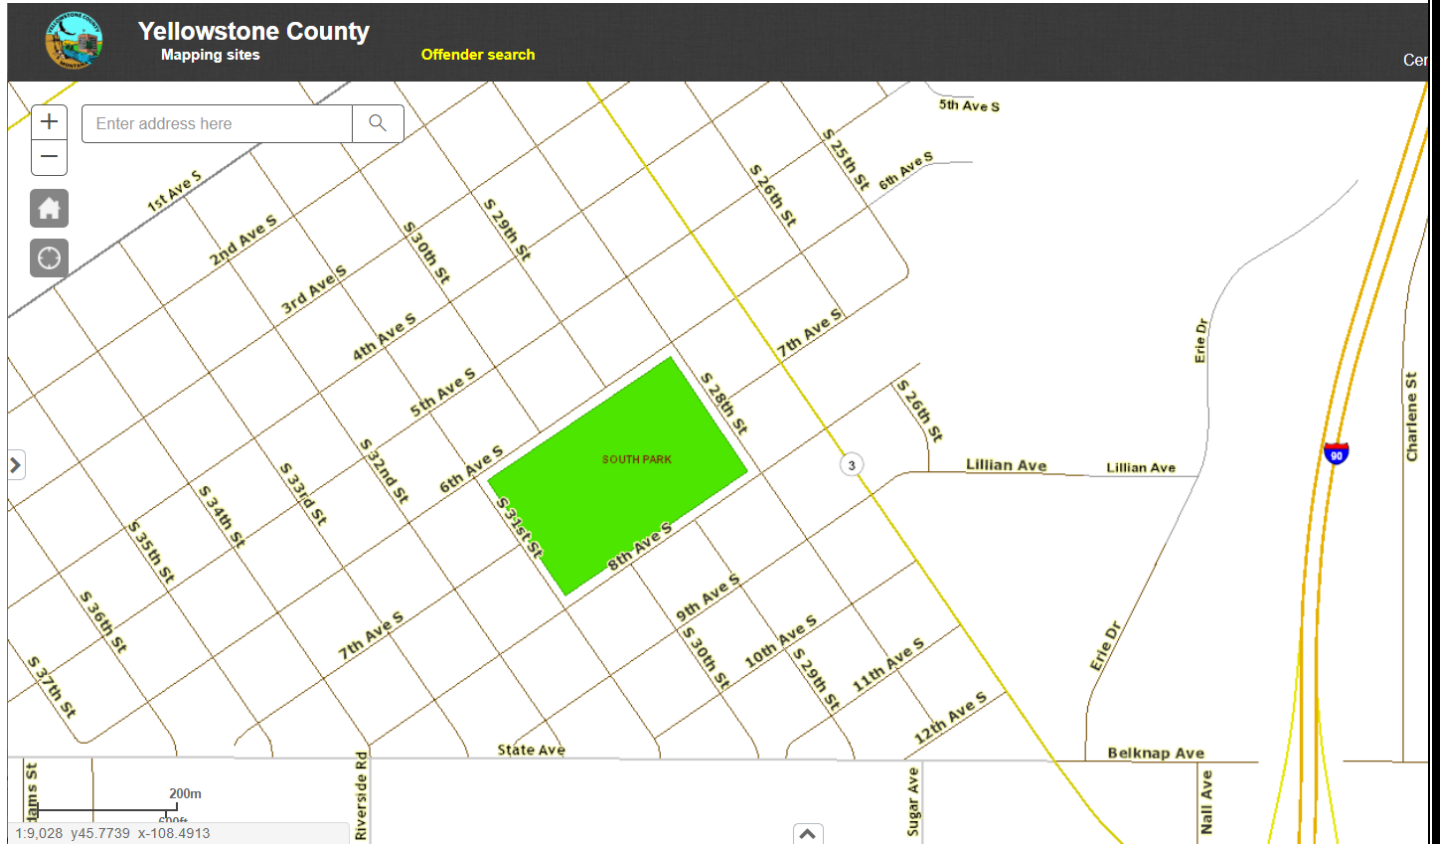 Yellowstone County
Mapping sites
Offender search
Cer
+
Enter address here
−
5th Ave S
S 25th St
6th Ave S
S 26th St
1st Ave S
S 29th St
2nd Ave S
S 30th St
3rd Ave S
4th Ave S
7th Ave S
Erie Dr
5th Ave S
S 28th St
S 26th St
Charlene St
SOUTH PARK
6th Ave S
S 32nd St
3
Lillian Ave
Lillian Ave
90
S 33rd St
S 34th St
S 31st St
S 35th St
8th Ave S
9th Ave S
S 36th St
7th Ave S
S 30th St
10th Ave S
Erie Dr
11th Ave S
S 29th St
S 37th St
12th Ave S
State Ave
Belknap Ave
Riverside Rd
Sugar Ave
Nall Ave
dams St
200m
600ft
1:9,028 y45.7739 x-108.4913